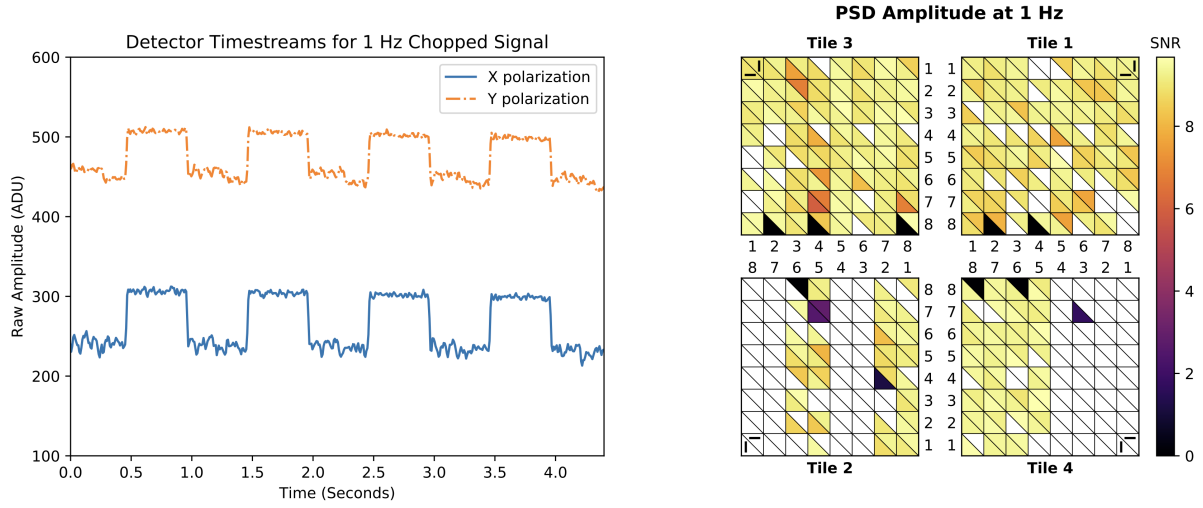 Detector Timestreams for 1 Hz Chopped Signal
X polarization
Y polarization
Raw Amplitude (ADU)
600
500
400
300
200
100
0.0 0.5 1.0 1.5 2.0 2.5 3.0 3.5 4.0
Time (Seconds)
PSD Amplitude at 1 Hz
Tile 3 Tile 1 SNR
1 1
2 2
3 3
4 4
5 5
6 6
7 7
8 8
1 2 3 4 5 6 7 8 1 2 3 4 5 6 7 8
8 7 6 5 4 3 2 1 8 7 6 5 4 3 2 1
8 8
7 7
6 6
5 5
4 4
3 3
2 2
1 1
Tile 2 Tile 4
8
6
4
2
0